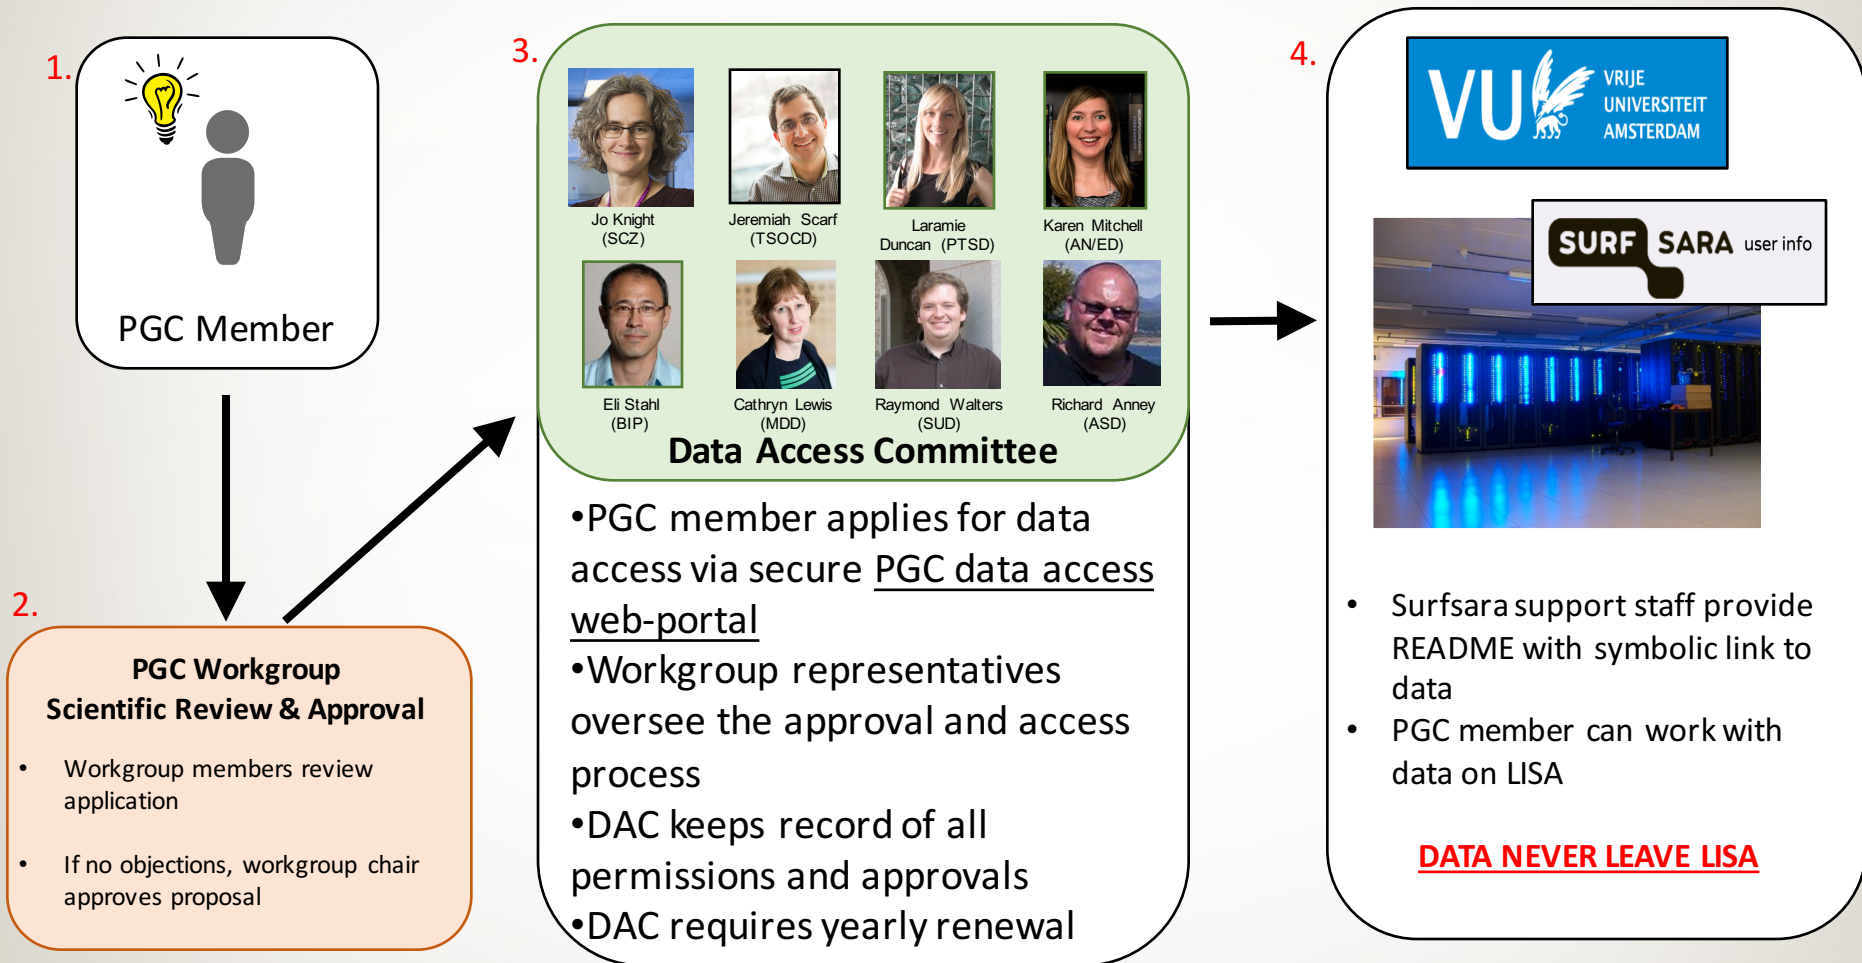 1.
PGC Member
2.
PGC Workgroup
Scientific Review & Approval
• Workgroup members review
application
• If no objections, workgroup chair
approves proposal
3.
Jo Knight
(SCZ)
Jeremiah Scarf
(TSOCD)
Laramie
Duncan (PTSD)
Karen Mitchell
(AN/ED)
Eli Stahl
(BIP)
Cathryn Lewis
(MDD)
Raymond Walters
(SUD)
Richard Anney
(ASD)
Data Access Committee
•PGC member applies for data
access via secure PGC data access
web-portal
•Workgroup representatives
oversee the approval and access
process
•DAC keeps record of all
permissions and approvals
•DAC requires yearly renewal
4.
VU
VRIJE
UNIVERSITEIT
AMSTERDAM
SURF SARA user info
• Surfsara support staff provide
README with symbolic link to
data
• PGC member can work with
data on LISA
DATA NEVER LEAVE LISA